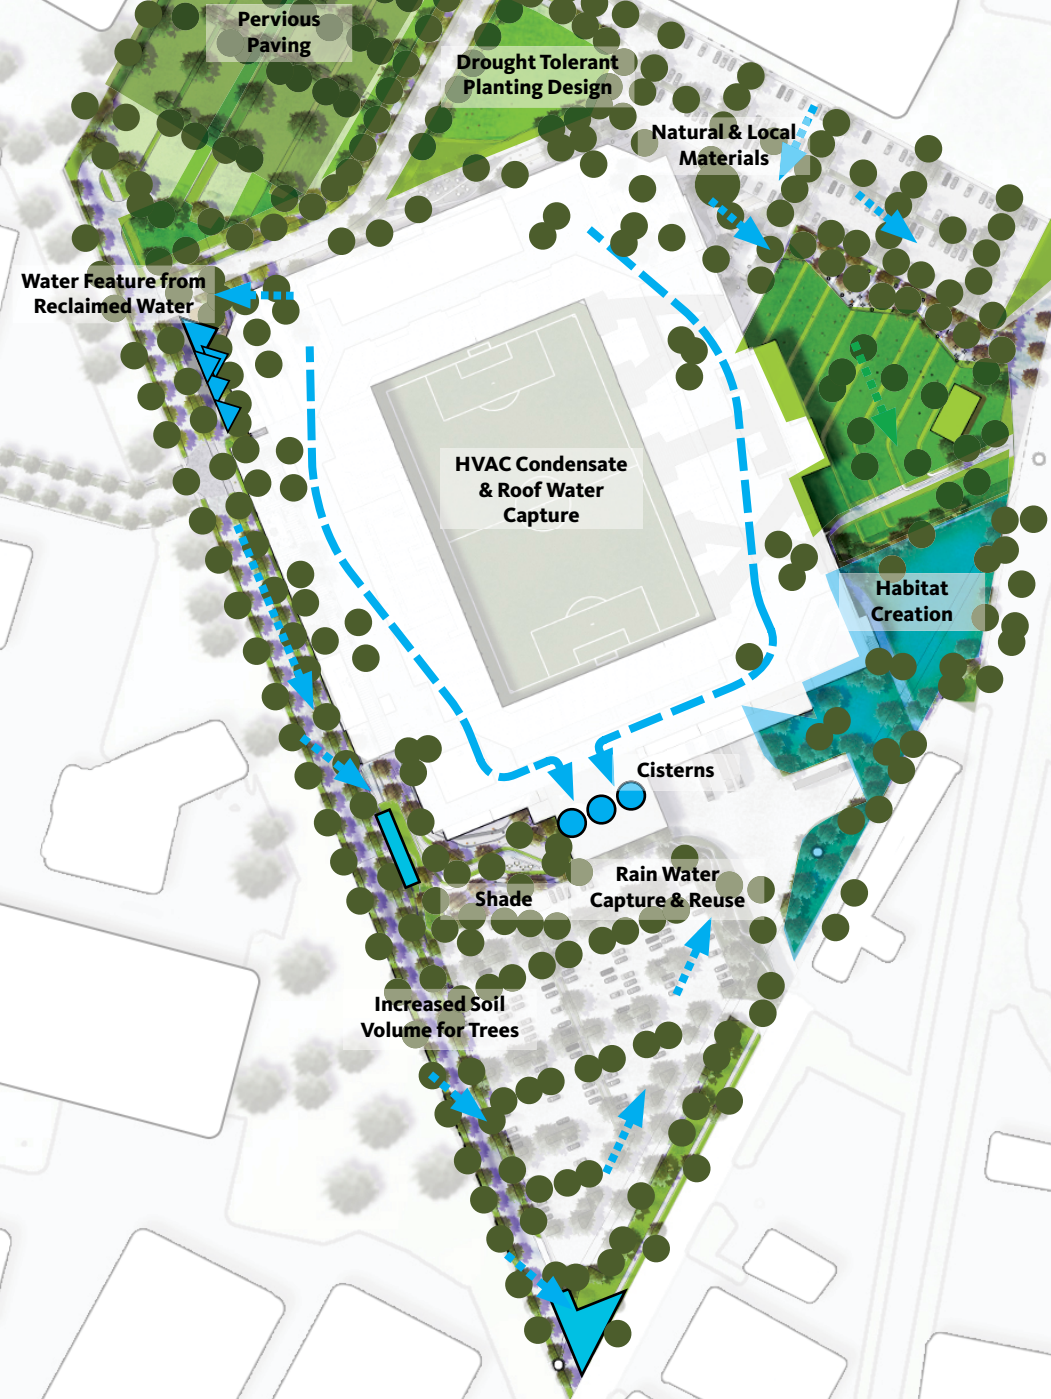 Pervious
Paving
Drought Tolerant
Planting Design
Natural & Local
Materials
Water Feature from
Reclaimed Water
HVAC Condensate
& Roof Water
Capture
Habitat
Creation
Cisterns
Rain Water
Capture & Reuse
Shade
Increased Soil
Volume for Trees